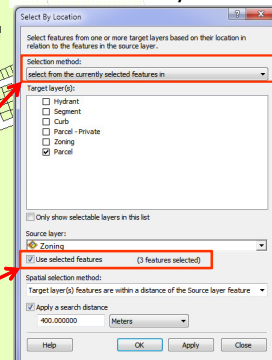 Select By Location
Select features from one or more target layers based on their location in
relation to the features in the source layer.
Selection method:
select from the currently selected features in
Target layer(s):
Hydrant
Segment
Curb
Parcel - Private
Zoning
Parcel
Only show selectable layers in this list
Source layer:
Zoning
Use selected features (3 features selected)
Spatial selection method:
Target layer(s) features are within a distance of the Source layer feature
Apply a search distance
400.000000 Meters
Help OK Apply Close